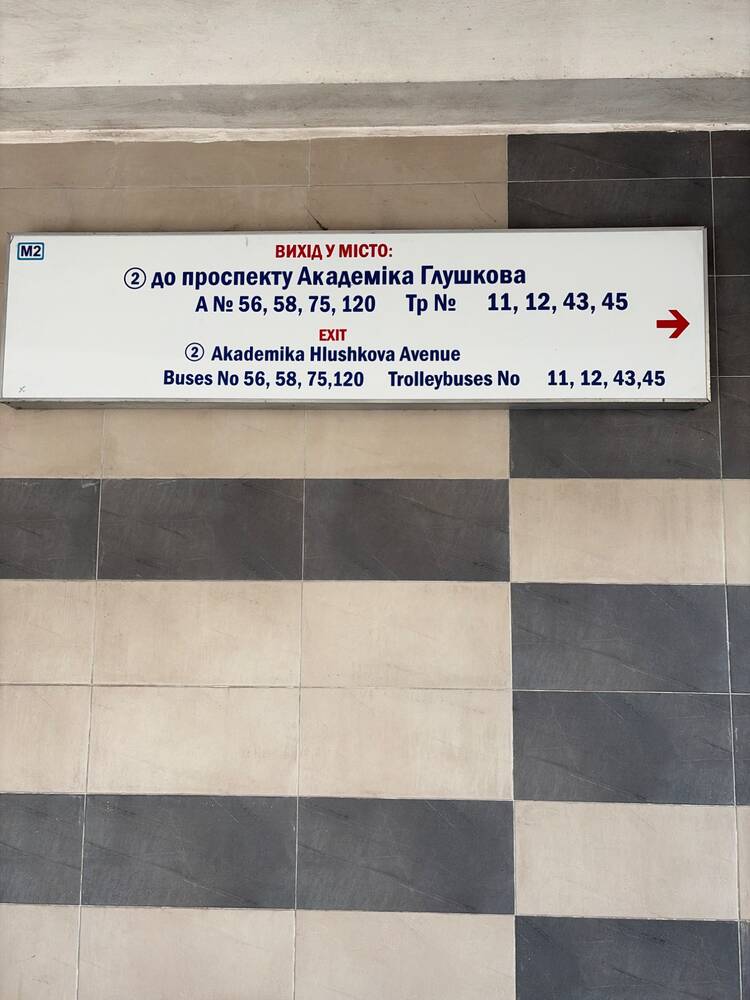 M2
ВИХІД У МІСТО:
② до проспекту Академіка Глушкова
А № 56, 58, 75, 120 Тр № 11, 12, 43, 45
EXIT
② Akademika Hlushkova Avenue
Buses No 56, 58, 75,120 Trolleybuses No 11, 12, 43,45